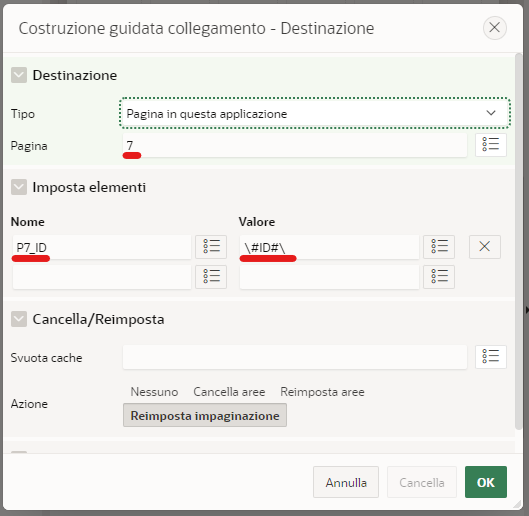 Costruzione guidata collegamento - Destinazione
Destinazione
Tipo Pagina in questa applicazione
Pagina 7
Imposta elementi
Nome Valore
P7_ID \#ID#\
Cancella/Reimposta
Svuota cache
Azione
Nessuno Cancella aree Reimposta aree
Reimposta impaginazione
Annulla Cancella OK